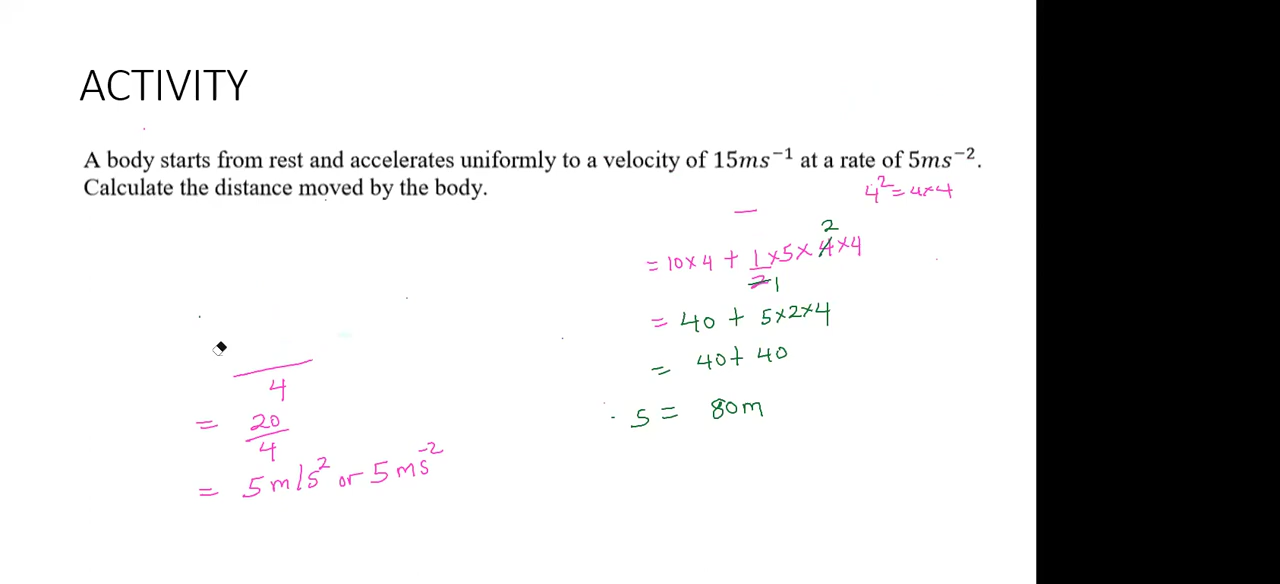 ACTIVITY
A body starts from rest and accelerates uniformly to a velocity of 15ms⁻¹ at a rate of 5ms⁻².
Calculate the distance moved by the body.
4² = 4×4
= 10×4 + 1/2 1 ×5× 4 2 ×4
= 40 + 5×2×4
= 40+ 40
S = 80m
4
= 20/4
= 5m/s² or 5ms⁻²